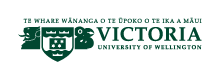 TE WHARE WĀNANGA O TE ŪPOKO O TE IKA A MĀUI
VICTORIA
UNIVERSITY OF WELLINGTON